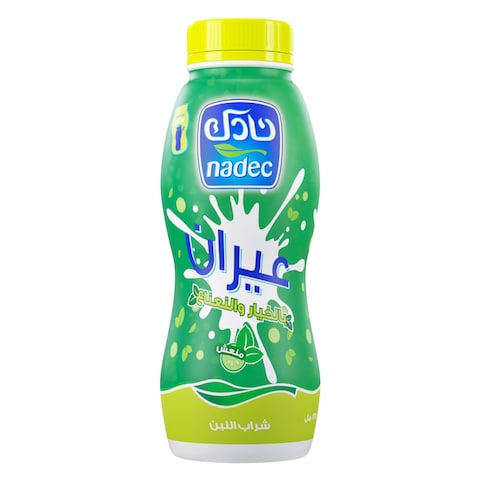 نادك
nadec
عيران
بالخيار والنعناع
منعش
شراب اللبن